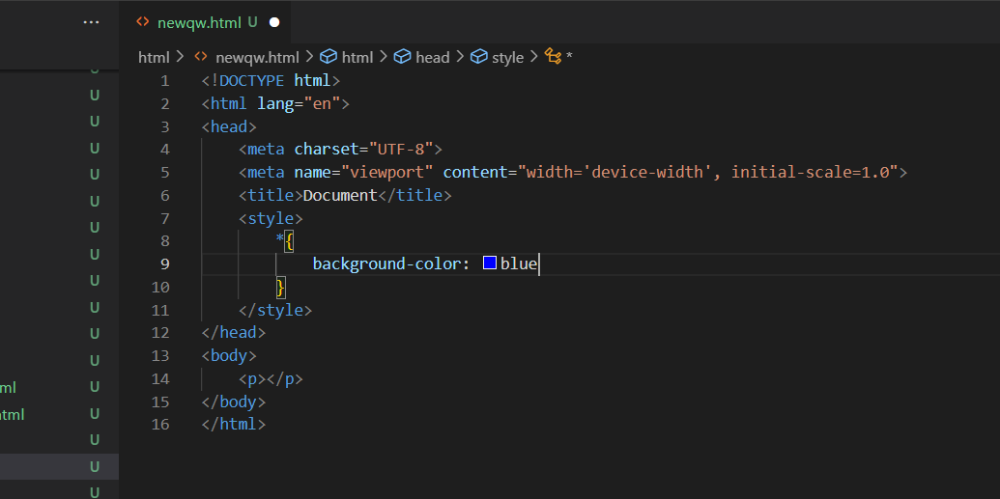 ...
newqw.html U
html > newqw.html > html > head > style > *
1 <!DOCTYPE html>
U
2 <html lang="en">
U
3 <head>
U
4 <meta charset="UTF-8">
U
5 <meta name="viewport" content="width='device-width', initial-scale=1.0">
U
6 <title>Document</title>
U
7 <style>
U
8 *{
U
9 background-color: blue
U
10 }
U
11 </style>
U
12 </head>
U
13 <body>
U
14 <p></p>
ml U
15 </body>
html U
16 </html>
U
U
U